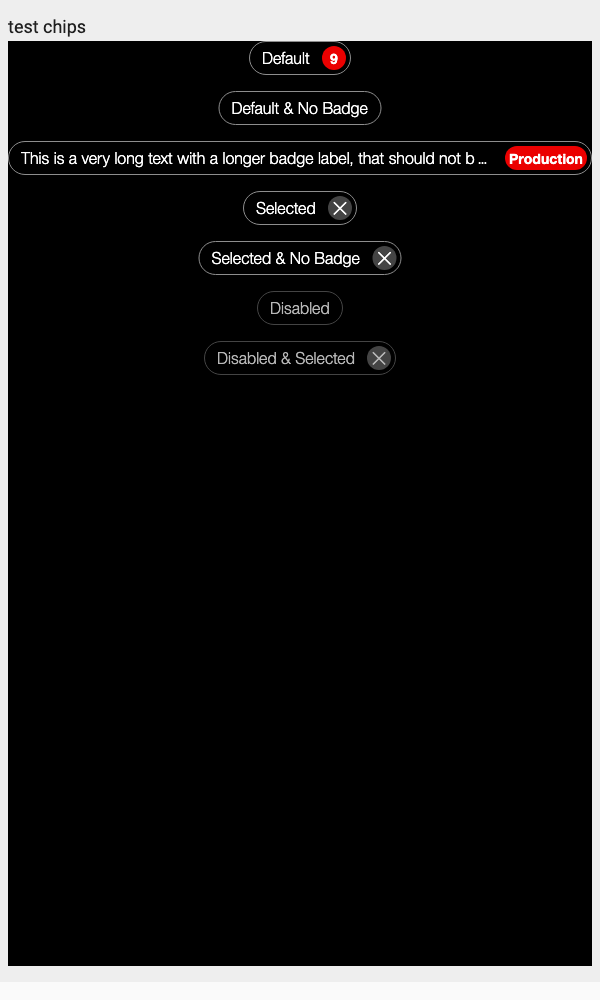 test chips
Default 9
Default & No Badge
This is a very long text with a longer badge label, that should not b ... Production
Selected
Selected & No Badge
Disabled
Disabled & Selected